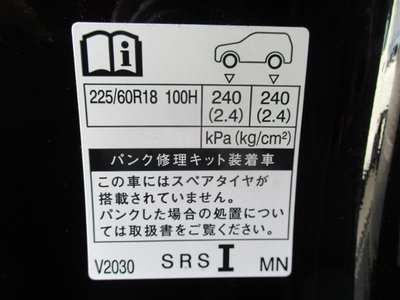 225/60R18 100H 240 (2.4) 240 (2.4)
kPa(kg/cm²)
パンク修理キット装着車
この車にはスペアタイヤが
搭載されていません。
パンクした場合の処置につい
ては取扱書をご覧ください。
V2030 SRS I MN